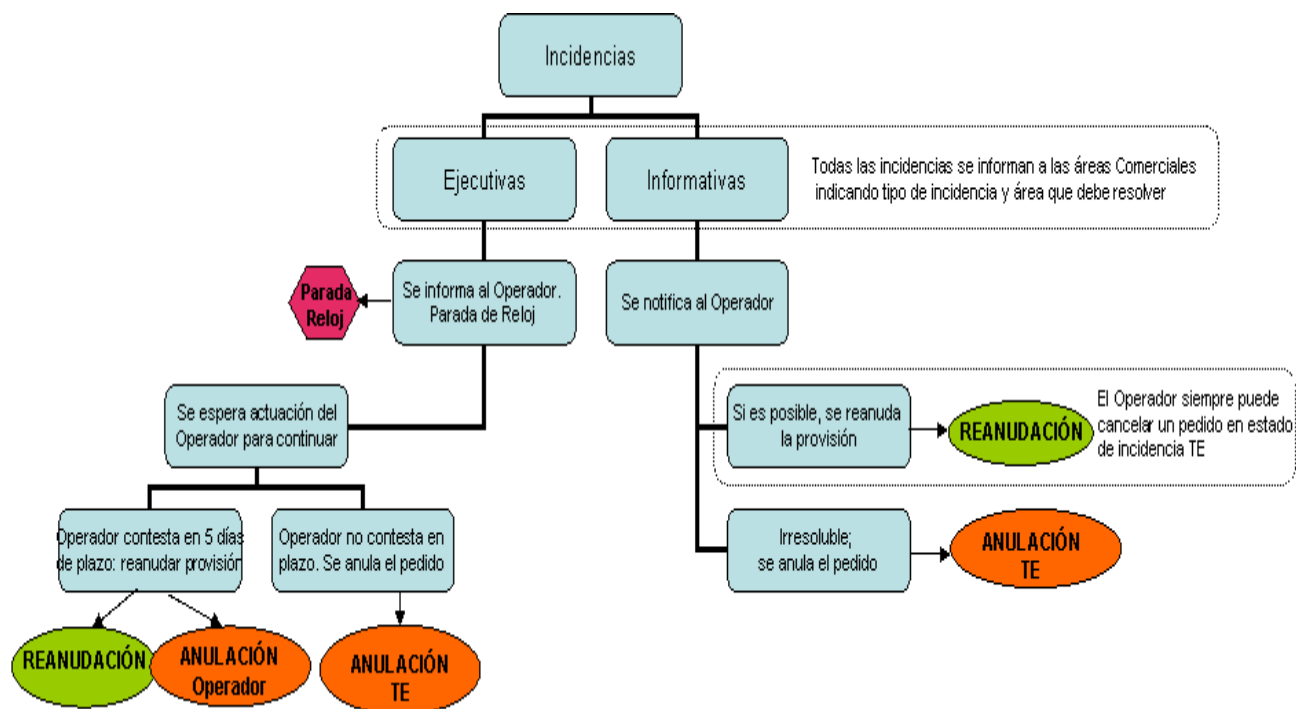 Incidencias
Ejecutivas
Informativas
Todas las incidencias se informan a las áreas Comerciales
indicando tipo de incidencia y área que debe resolver
Parada
Reloj
Se informa al Operador.
Parada de Reloj
Se notifica al Operador
Se espera actuación del
Operador para continuar
Si es posible, se reanuda
la provisión
REANUDACIÓN
El Operador siempre puede
cancelar un pedido en estado
de incidencia TE
Operador contesta en 5 días
de plazo: reanudar provisión
Operador no contesta en
plazo. Se anula el pedido
Irresoluble;
se anula el pedido
ANULACIÓN
TE
REANUDACIÓN
ANULACIÓN
Operador
ANULACIÓN
TE